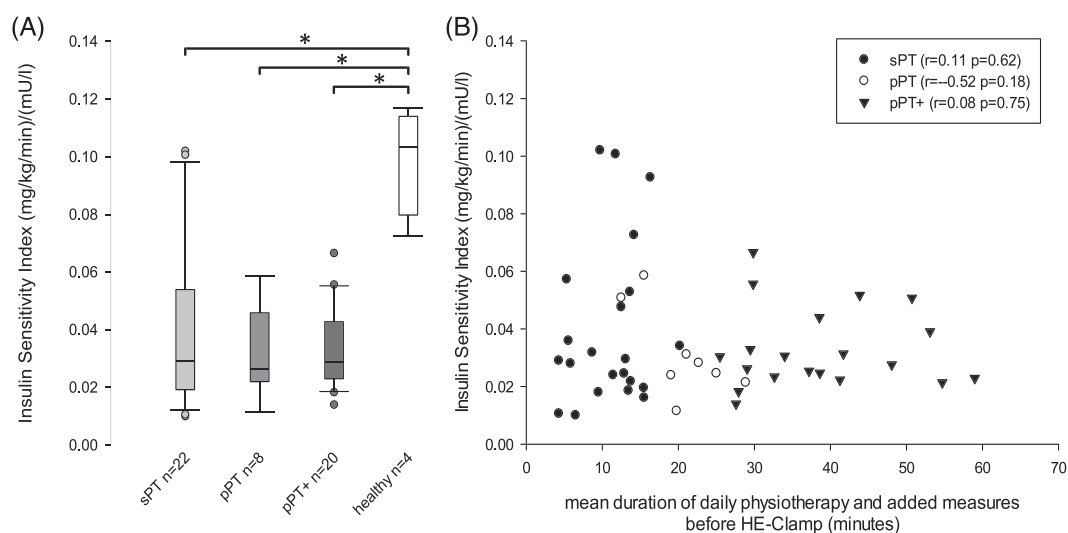 (A)
Insulin Sensitivity Index (mg/kg/min)/(mU/l)
0.14
0.12
0.10
0.08
0.06
0.04
0.02
0.00
*
*
*
sPT n=22
pPT n=8
pPT+ n=20
healthy n=4
(B)
Insulin Sensitivity Index (mg/kg/min)/(mU/l)
0.14
0.12
0.10
0.08
0.06
0.04
0.02
0.00
sPT (r=0.11 p=0.62)
pPT (r=--0.52 p=0.18)
pPT+ (r=0.08 p=0.75)
0 10 20 30 40 50 60 70
mean duration of daily physiotherapy and added measures
before HE-Clamp (minutes)